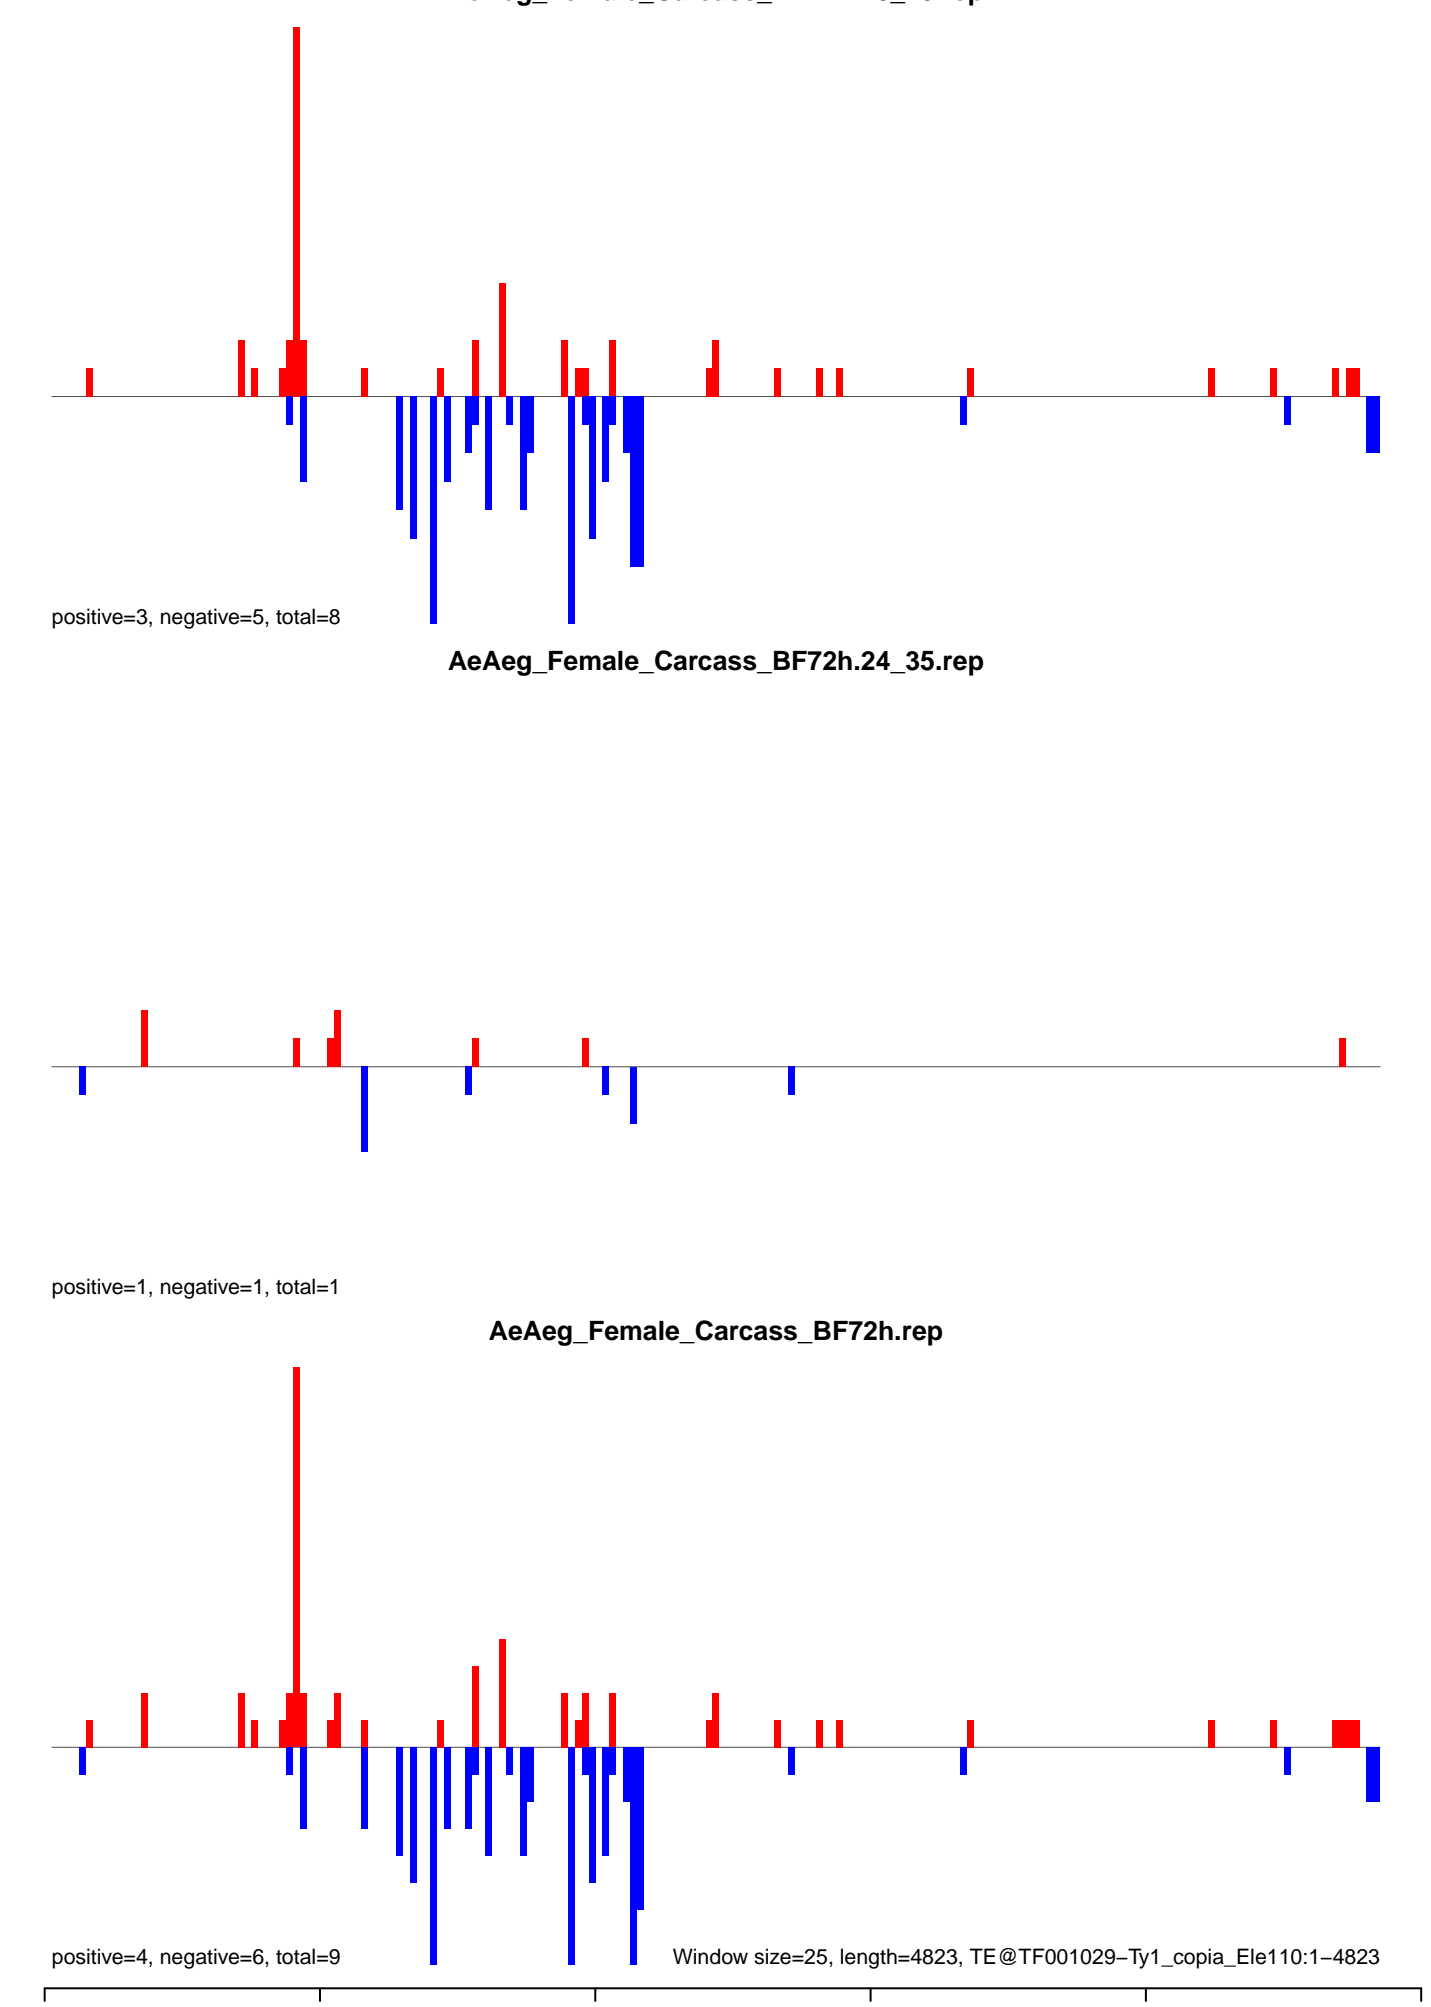 positive=3, negative=5, total=8
AeAeg_Female_Carcass_BF72h.24_35.rep
positive=1, negative=1, total=1
AeAeg_Female_Carcass_BF72h.rep
positive=4, negative=6, total=9
Window size=25, length=4823, TE@TF001029−Ty1_copia_Ele110:1−4823